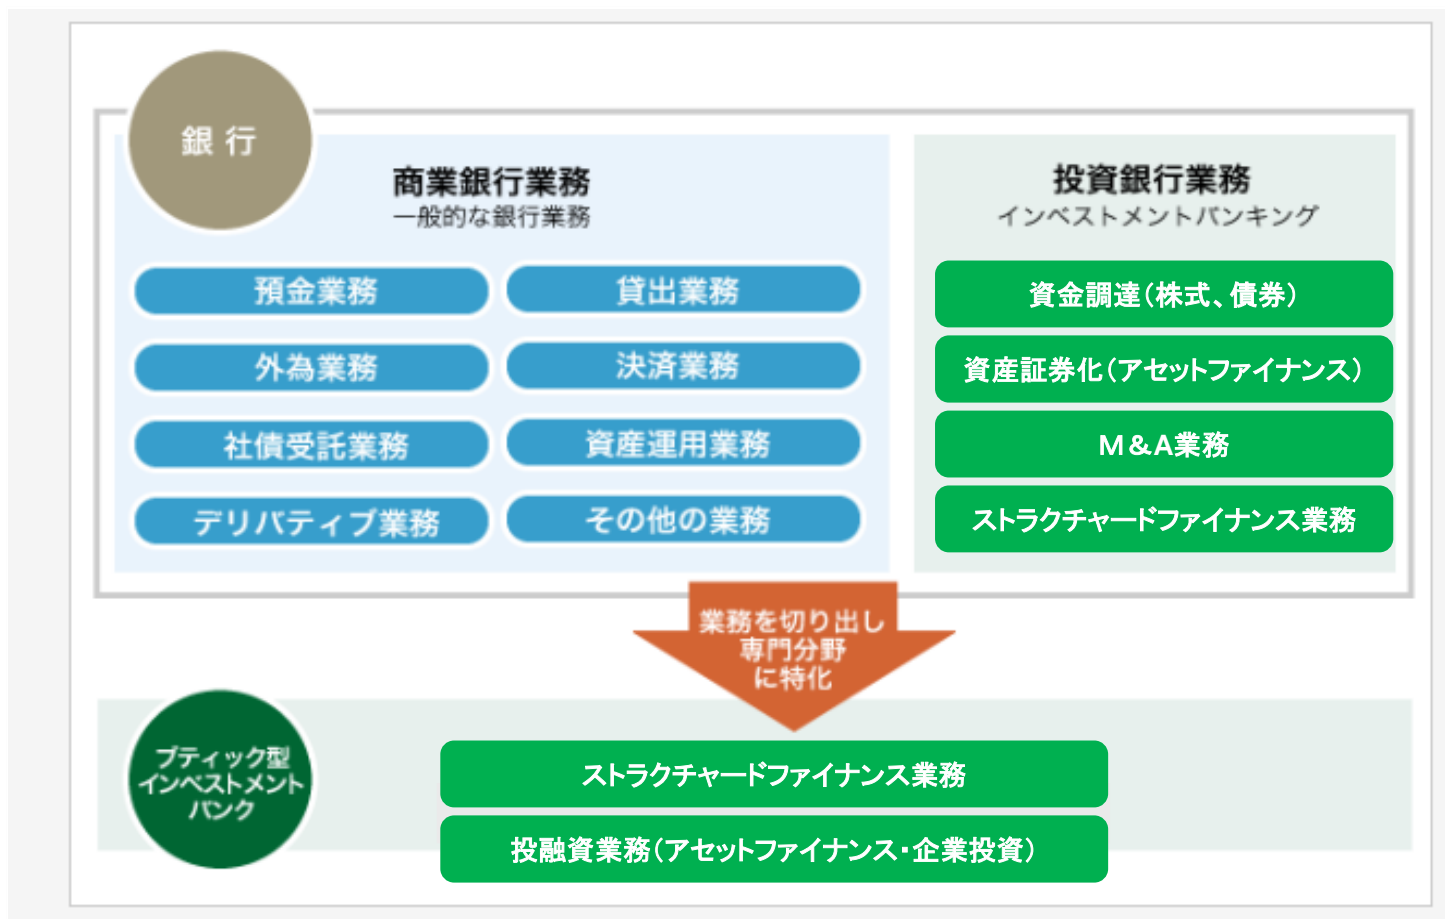 銀行
商業銀行業務
一般的な銀行業務
預金業務
貸出業務
外為業務
決済業務
社債受託業務
資産運用業務
デリバティブ業務
その他の業務
投資銀行業務
インベストメントバンキング
資金調達（株式、債券）
資産証券化（アセットファイナンス）
M＆A業務
ストラクチャードファイナンス業務
業務を切り出し
専門分野
に特化
ブティック型
インベストメント
バンク
ストラクチャードファイナンス業務
投融資業務（アセットファイナンス・企業投資）